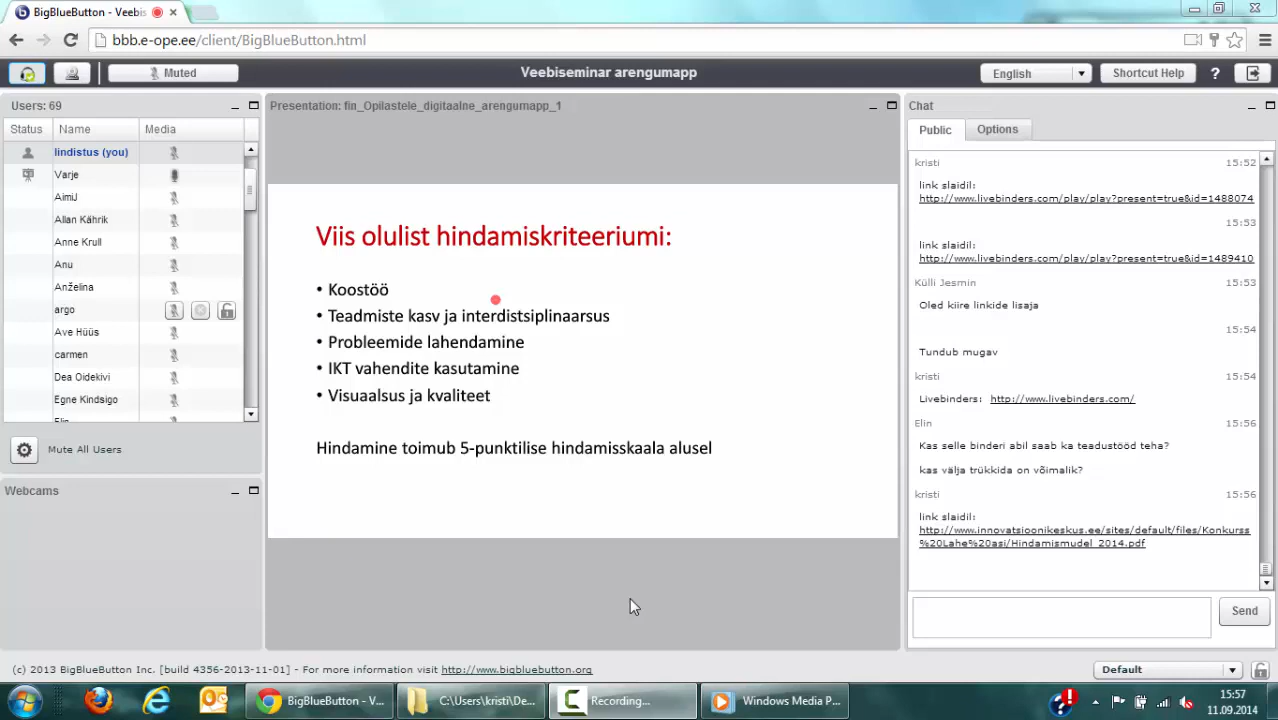 BigBlueButton - Veebis
bbb.e-ope.ee/client/BigBlueButton.html
Muted
Veebiseminar arengumapp
English
Shortcut Help
?
Users: 69
Status Name Media
lindistus (you)
Varje
AimiJ
Allan Kährik
Anne Krull
Anu
Anželina
argo
Ave Hüüs
carmen
Dea Oidekivi
Egne Kindsigo
Elin
Mute All Users
Webcams
Presentation: fin_Opilastele_digitaalne_arengumapp_1
Viis olulist hindamiskriteeriumi:
• Koostöö
• Teadmiste kasv ja interdistsiplinaarsus
• Probleemide lahendamine
• IKT vahendite kasutamine
• Visuaalsus ja kvaliteet
Hindamine toimub 5-punktilise hindamisskaala alusel
Chat
Public Options
kristi 15:52
link slaidil:
http://www.livebinders.com/play/play?present=true&id=1488074
15:53
link slaidil:
http://www.livebinders.com/play/play?present=true&id=1489410
Külli Jesmin 15:53
Oled kiire linkide lisaja
15:54
Tundub mugav
kristi 15:54
Livebinders: http://www.livebinders.com/
Elin 15:56
Kas selle binderi abil saab ka teadustööd teha?
kas välja trükkida on võimalik?
kristi 15:56
link slaidil:
http://www.innovatsioonikeskus.ee/sites/default/files/Konkurss
%20Lahe%20asi/Hindamismudel_2014.pdf
Send
(c) 2013 BigBlueButton Inc. [build 4356-2013-11-01] - For more information visit http://www.bigbluebutton.org
Default
BigBlueButton - V...
C:\Users\kristi\De...
Recording...
Windows Media P...
15:57
11.09.2014